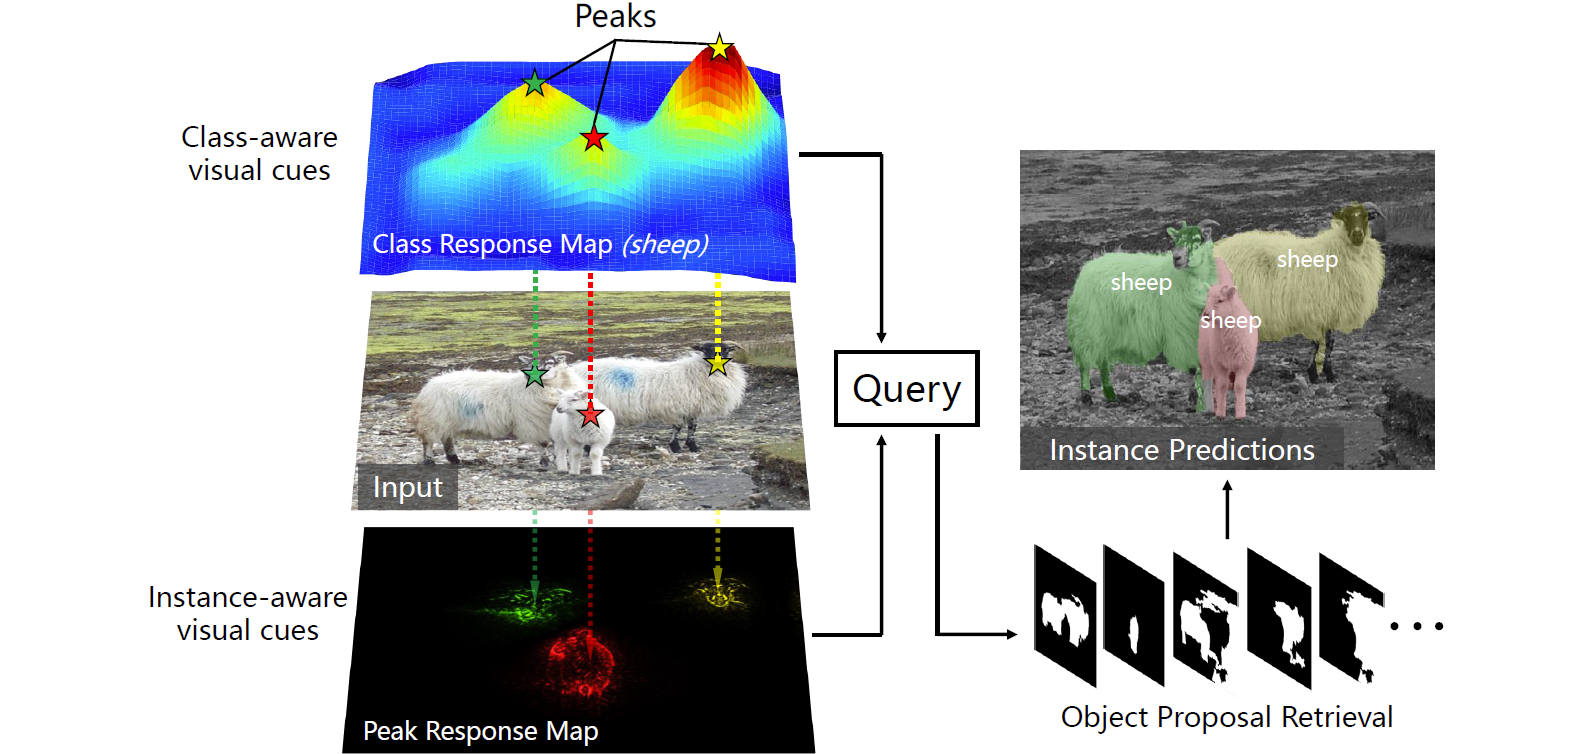 Peaks
Class-aware
visual cues
Class Response Map (sheep)
Input
Instance-aware
visual cues
Peak Response Map
Query
sheep
sheep
sheep
Instance Predictions
Object Proposal Retrieval